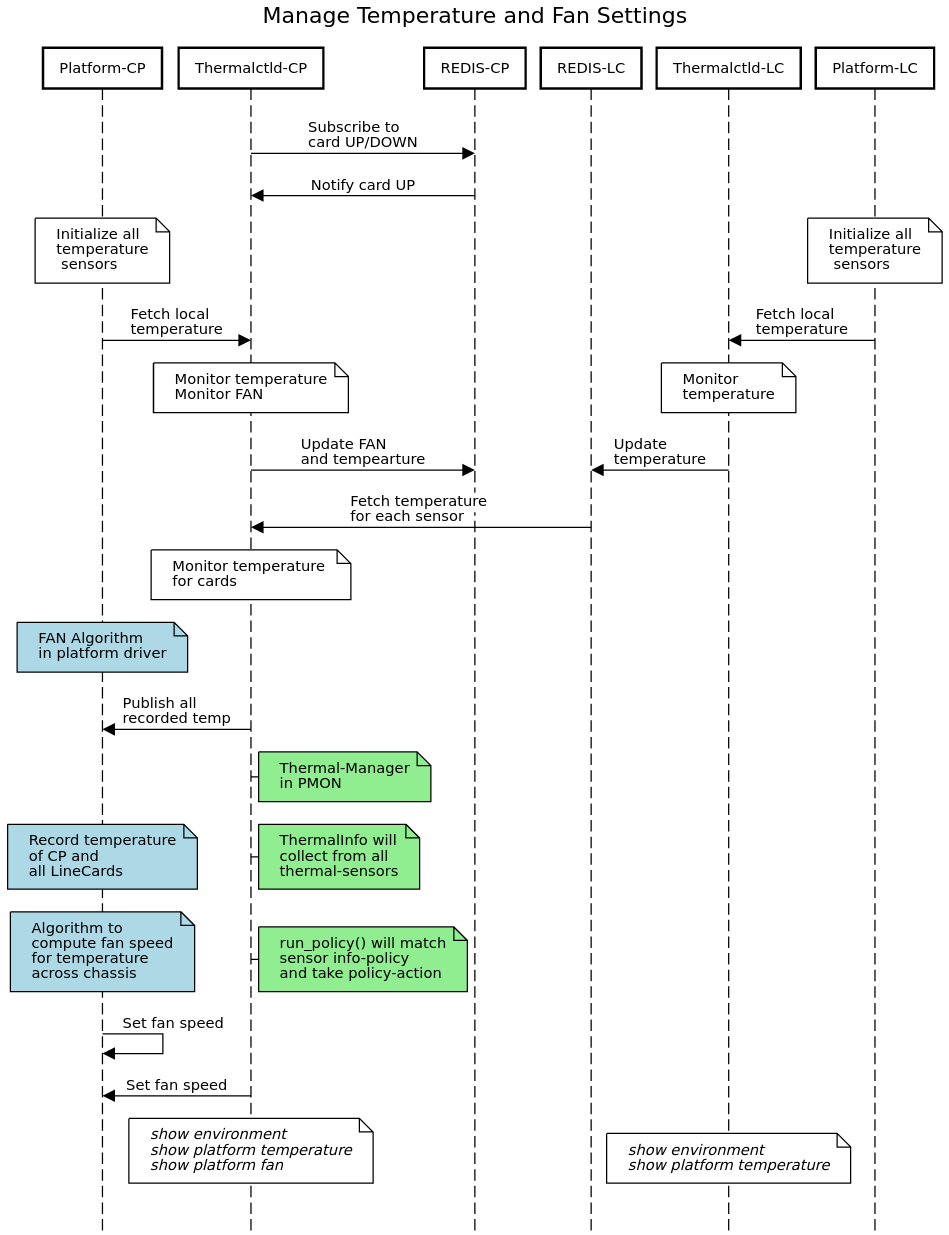 Manage Temperature and Fan Settings
Platform-CP
Thermalctld-CP
REDIS-CP
REDIS-LC
Thermalctld-LC
Platform-LC
Subscribe to
card UP/DOWN
Notify card UP
Initialize all
temperature
sensors
Initialize all
temperature
sensors
Fetch local
temperature
Fetch local
temperature
Monitor temperature
Monitor FAN
Monitor
temperature
Update FAN
and tempearture
Update
temperature
Fetch temperature
for each sensor
Monitor temperature
for cards
FAN Algorithm
in platform driver
Publish all
recorded temp
Thermal-Manager
in PMON
Record temperature
of CP and
all LineCards
ThermalInfo will
collect from all
thermal-sensors
Algorithm to
compute fan speed
for temperature
across chassis
run_policy() will match
sensor info-policy
and take policy-action
Set fan speed
Set fan speed
show environment
show platform temperature
show platform fan
show environment
show platform temperature